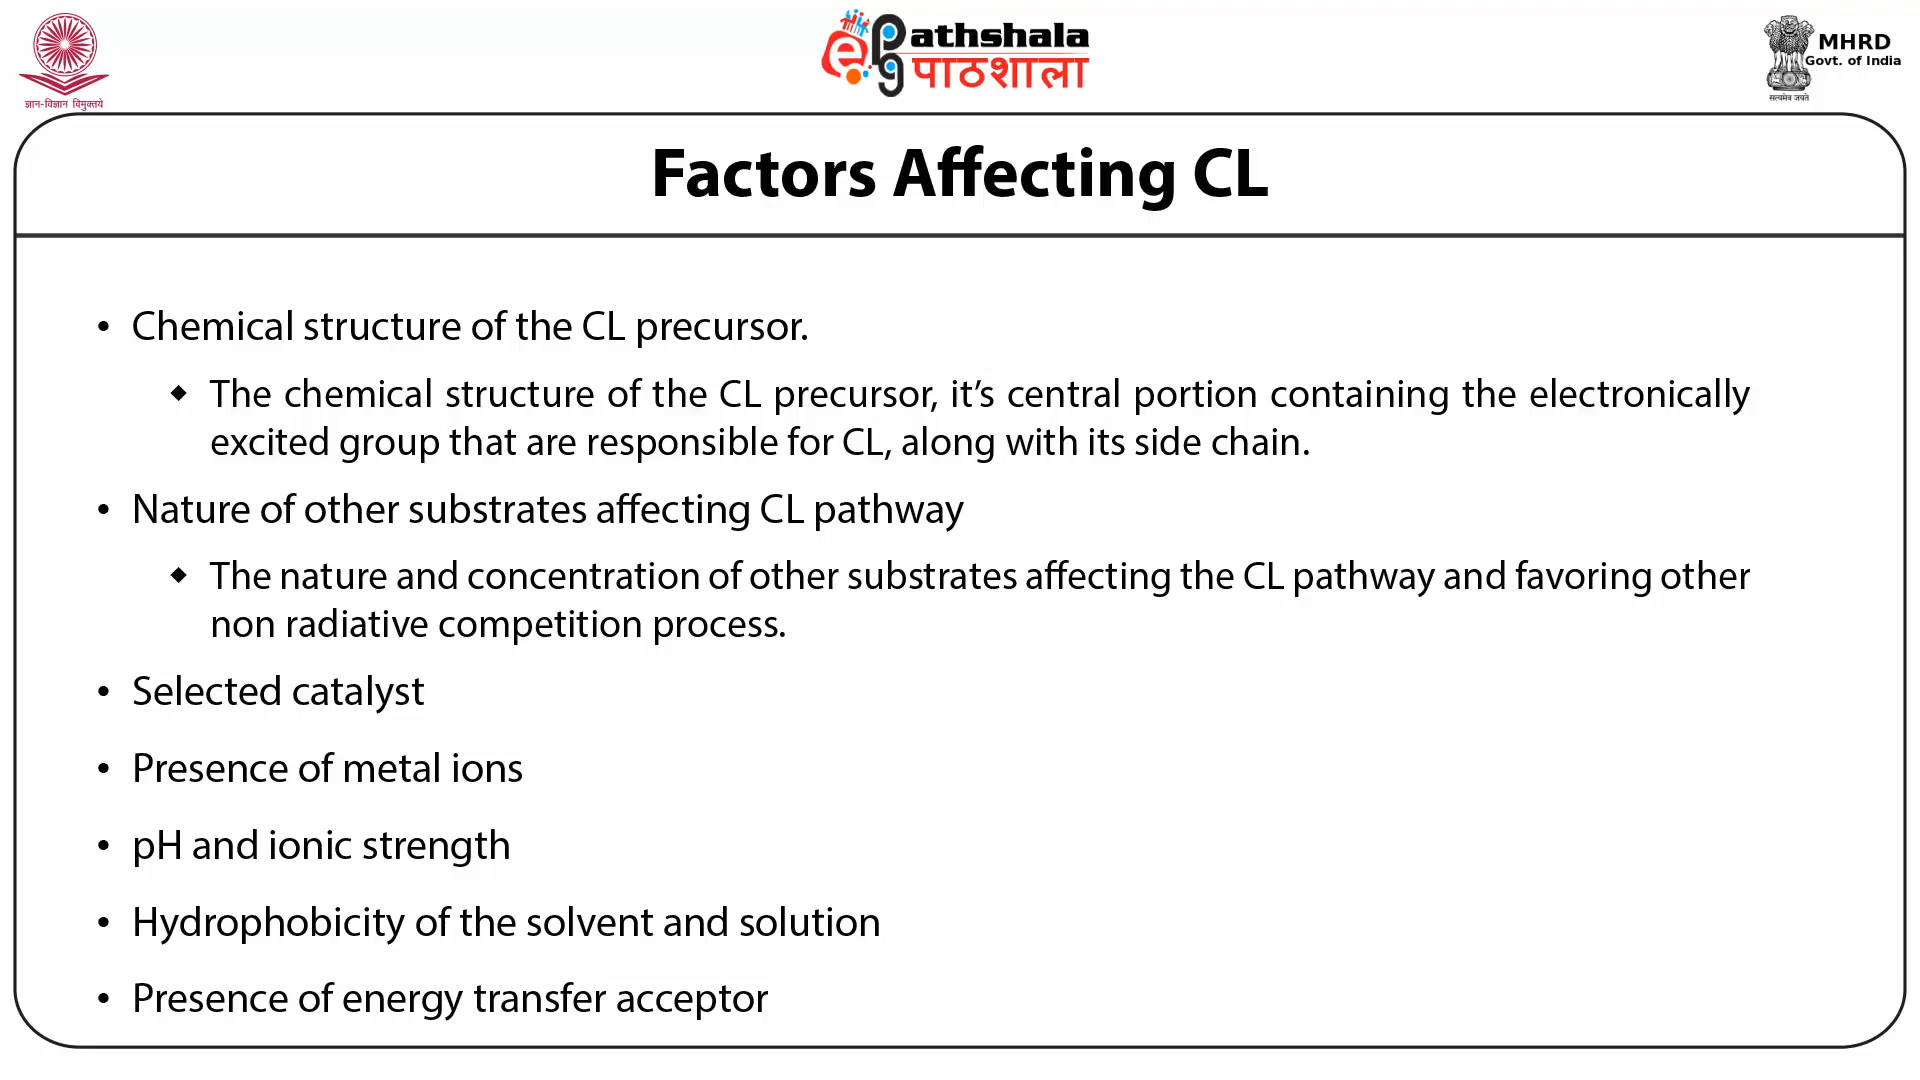 ज्ञान-विज्ञान विमुक्तये
ePathshala
पाठशाला
MHRD
Govt. of India
सत्यमेव जयते
Factors Affecting CL
• Chemical structure of the CL precursor.
◆ The chemical structure of the CL precursor, it’s central portion containing the electronically
excited group that are responsible for CL, along with its side chain.
• Nature of other substrates affecting CL pathway
◆ The nature and concentration of other substrates affecting the CL pathway and favoring other
non radiative competition process.
• Selected catalyst
• Presence of metal ions
• pH and ionic strength
• Hydrophobicity of the solvent and solution
• Presence of energy transfer acceptor